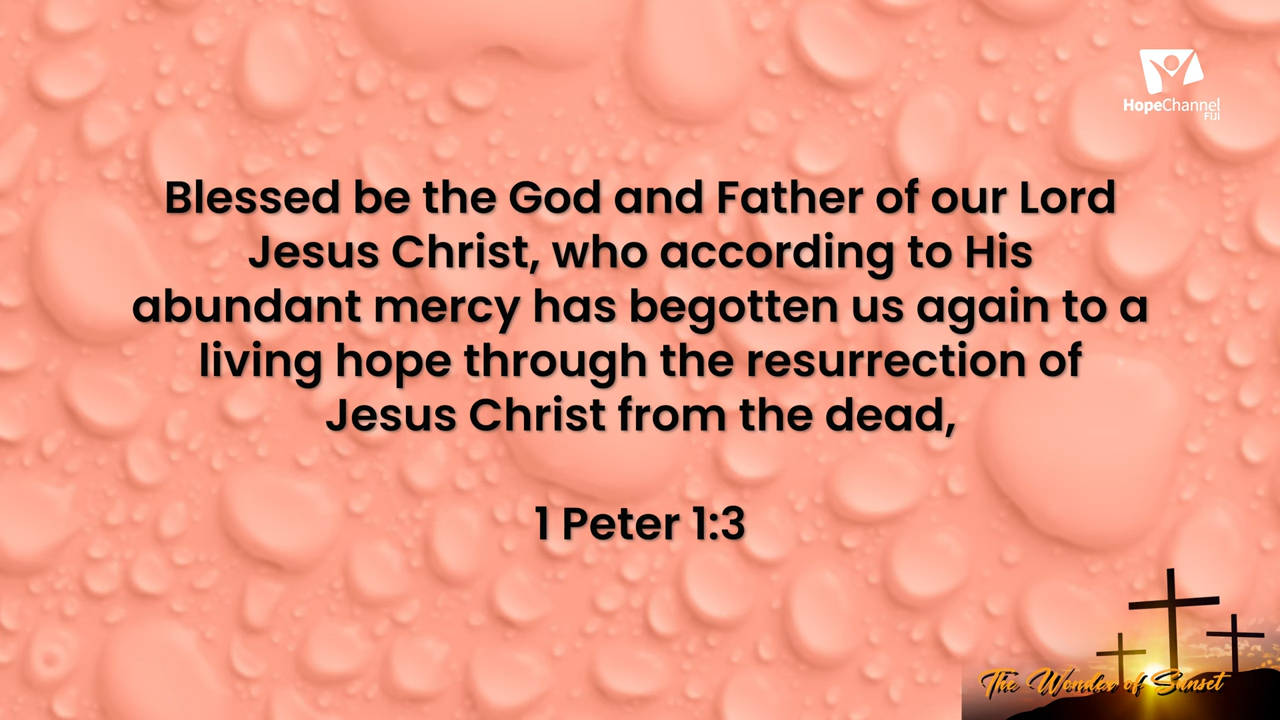 HopeChannel
FIJI
Blessed be the God and Father of our Lord
Jesus Christ, who according to His
abundant mercy has begotten us again to a
living hope through the resurrection of
Jesus Christ from the dead,
1 Peter 1:3
The Wonder of Sunset